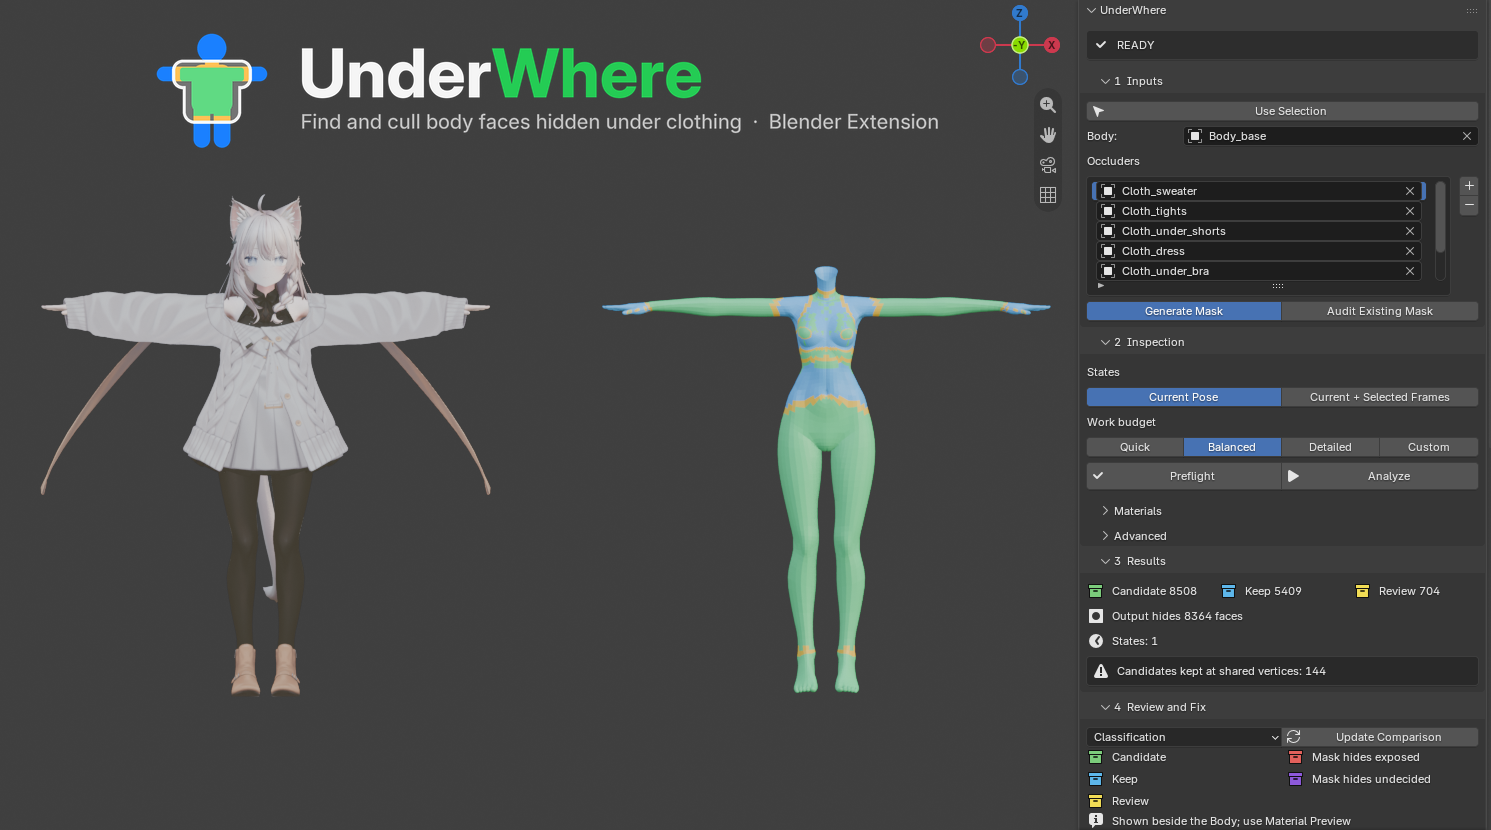 UnderWhere
Find and cull body faces hidden under clothing · Blender Extension
Z
-Y
X
UnderWhere
READY
1 Inputs
Use Selection
Body: Body_base
Occluders
Cloth_sweater
Cloth_tights
Cloth_under_shorts
Cloth_dress
Cloth_under_bra
Generate Mask Audit Existing Mask
2 Inspection
States
Current Pose Current + Selected Frames
Work budget
Quick Balanced Detailed Custom
Preflight Analyze
Materials
Advanced
3 Results
Candidate 8508 Keep 5409 Review 704
Output hides 8364 faces
States: 1
Candidates kept at shared vertices: 144
4 Review and Fix
Classification Update Comparison
Candidate Mask hides exposed
Keep Mask hides undecided
Review
Shown beside the Body; use Material Preview